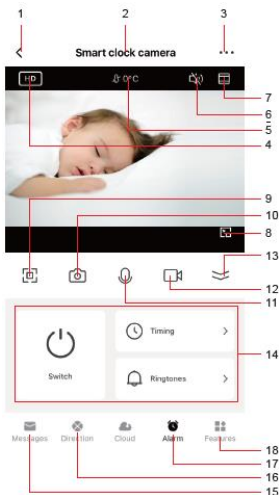 1
2
3
Smart clock camera
HD
0°C
7
6
5
4
8
9
10
13
12
11
Switch
Timing
Ringtones
14
Messages
Direction
Cloud
Alarm
Features
18
17
16
15